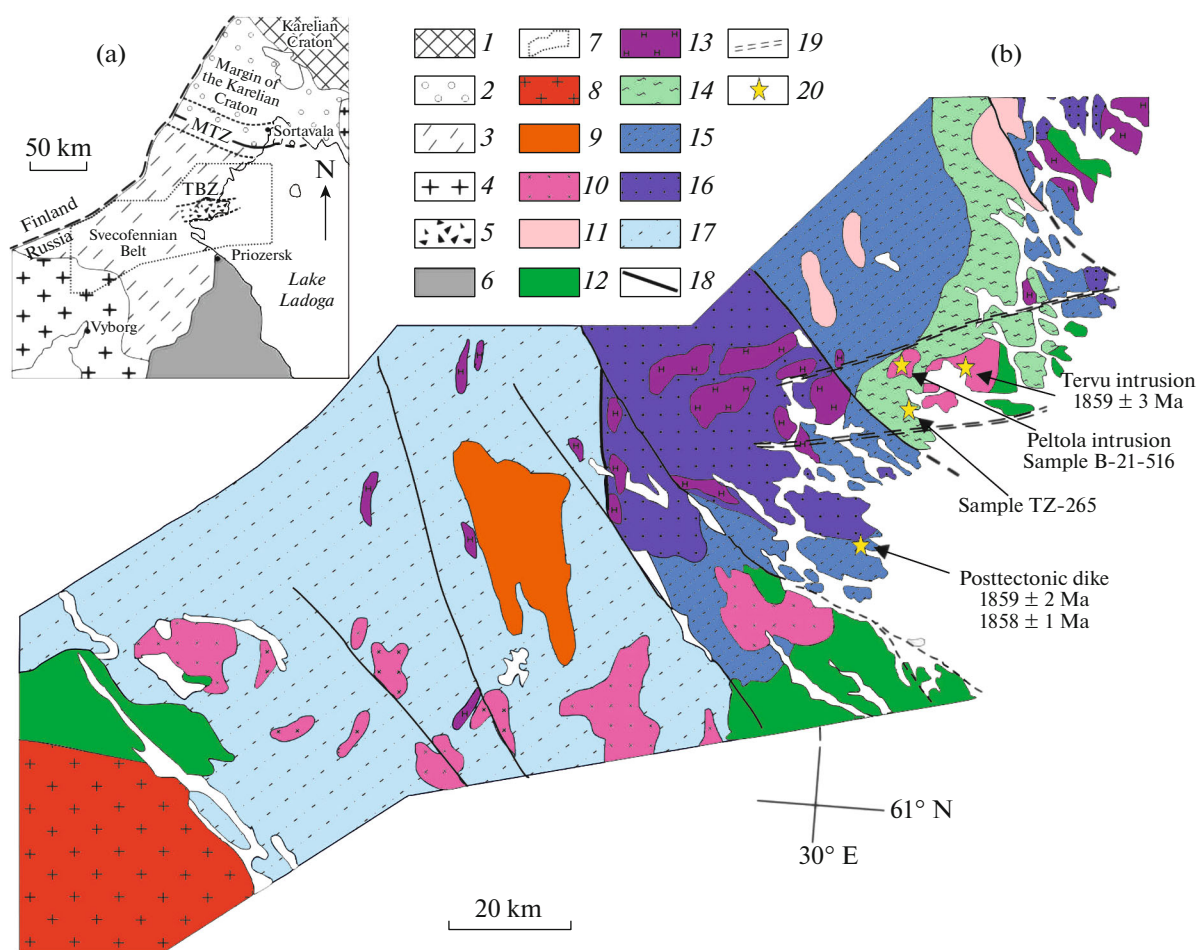 (a)
Karelian
Craton
Margin of
the Karelian
Craton
MTZ
Sortavala
50 km
N
TBZ
Finland
Russia
Svecofennian
Belt
Priozersk
Lake
Ladoga
Vyborg
1
2
3
4
5
6
7
8
9
10
11
12
13
14
15
16
17
18
19
20
H
(b)
Tervu intrusion
1859 ± 3 Ma
Peltola intrusion
Sample B-21-516
Sample TZ-265
Posttectonic dike
1859 ± 2 Ma
1858 ± 1 Ma
61° N
30° E
20 km